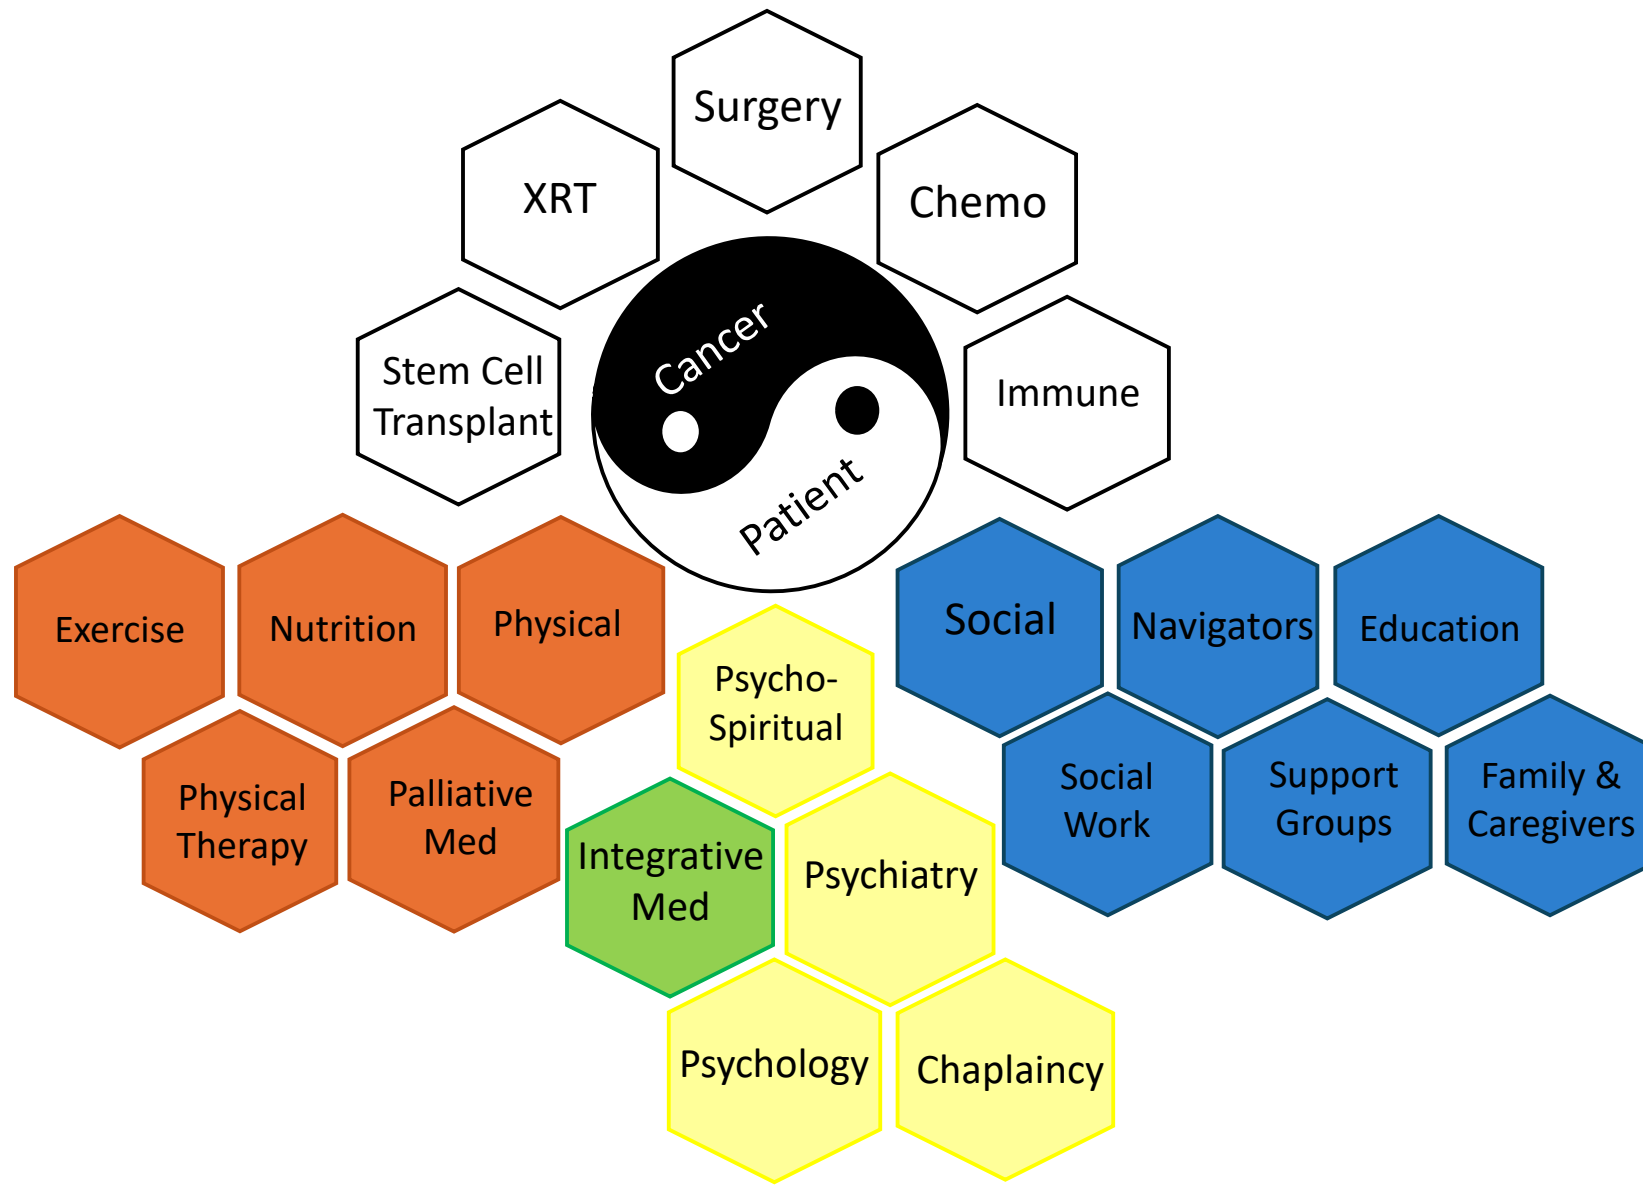 Surgery
XRT
Chemo
Cancer
Stem Cell
Transplant
Immune
Patient
Exercise
Nutrition
Physical
Social
Navigators
Education
Psycho-
Spiritual
Physical
Therapy
Palliative
Med
Integrative
Med
Psychiatry
Social
Work
Support
Groups
Family &
Caregivers
Psychology
Chaplaincy